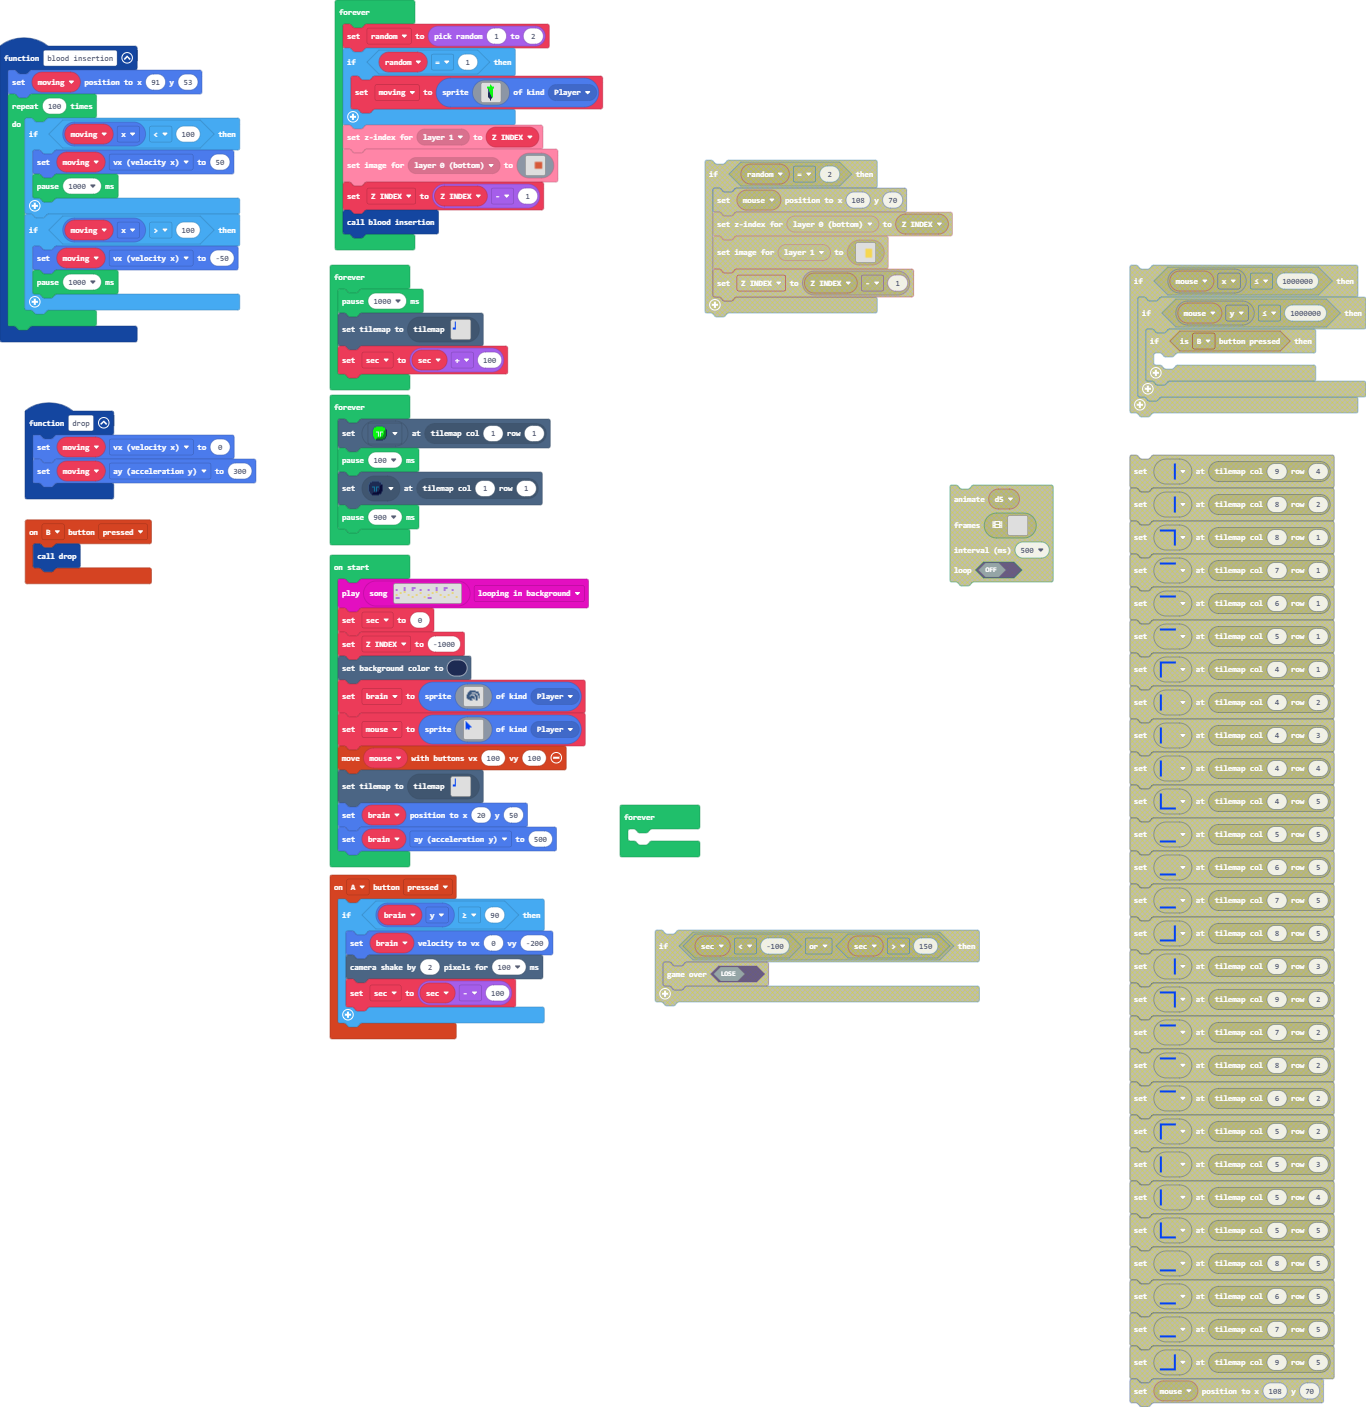 function blood insertion
set moving position to x 91 y 53
repeat 100 times
do
if moving x < 100 then
set moving vx (velocity x) to 50
pause 1000 ms
if moving x > 100 then
set moving vx (velocity x) to -50
pause 1000 ms
function drop
set moving vx (velocity x) to 0
set moving ay (acceleration y) to 300
on B button pressed
call drop
forever
set random to pick random 1 to 2
if random = 1 then
set moving to sprite of kind Player
set z-index for layer 1 to Z INDEX
set image for layer 0 (bottom) to
set Z INDEX to Z INDEX - 1
call blood insertion
forever
pause 1000 ms
set tilemap to tilemap
set sec to sec + 100
forever
set at tilemap col 1 row 1
pause 100 ms
set at tilemap col 1 row 1
pause 900 ms
on start
play song looping in background
set sec to 0
set Z INDEX to -1000
set background color to
set brain to sprite of kind Player
set mouse to sprite of kind Player
move mouse with buttons vx 100 vy 100
set tilemap to tilemap
set brain position to x 20 y 50
set brain ay (acceleration y) to 500
on A button pressed
if brain y ≥ 90 then
set brain velocity to vx 0 vy -200
camera shake by 2 pixels for 100 ms
set sec to sec - 100
forever
if sec < -100 or sec > 150 then
game over LOSE
if random = 2 then
set mouse position to x 108 y 70
set z-index for layer 0 (bottom) to Z INDEX
set image for layer 1 to
set Z INDEX to Z INDEX - 1
animate d5
frames
interval (ms) 500
loop OFF
if mouse x ≤ 1000000 then
if mouse y ≤ 1000000 then
if is B button pressed then
set at tilemap col 9 row 4
set at tilemap col 8 row 2
set at tilemap col 8 row 1
set at tilemap col 7 row 1
set at tilemap col 6 row 1
set at tilemap col 5 row 1
set at tilemap col 4 row 1
set at tilemap col 4 row 2
set at tilemap col 4 row 3
set at tilemap col 4 row 4
set at tilemap col 4 row 5
set at tilemap col 5 row 5
set at tilemap col 6 row 5
set at tilemap col 7 row 5
set at tilemap col 8 row 5
set at tilemap col 9 row 3
set at tilemap col 9 row 2
set at tilemap col 7 row 2
set at tilemap col 8 row 2
set at tilemap col 6 row 2
set at tilemap col 5 row 2
set at tilemap col 5 row 3
set at tilemap col 5 row 4
set at tilemap col 5 row 5
set at tilemap col 8 row 5
set at tilemap col 6 row 5
set at tilemap col 7 row 5
set at tilemap col 9 row 5
set mouse position to x 108 y 70